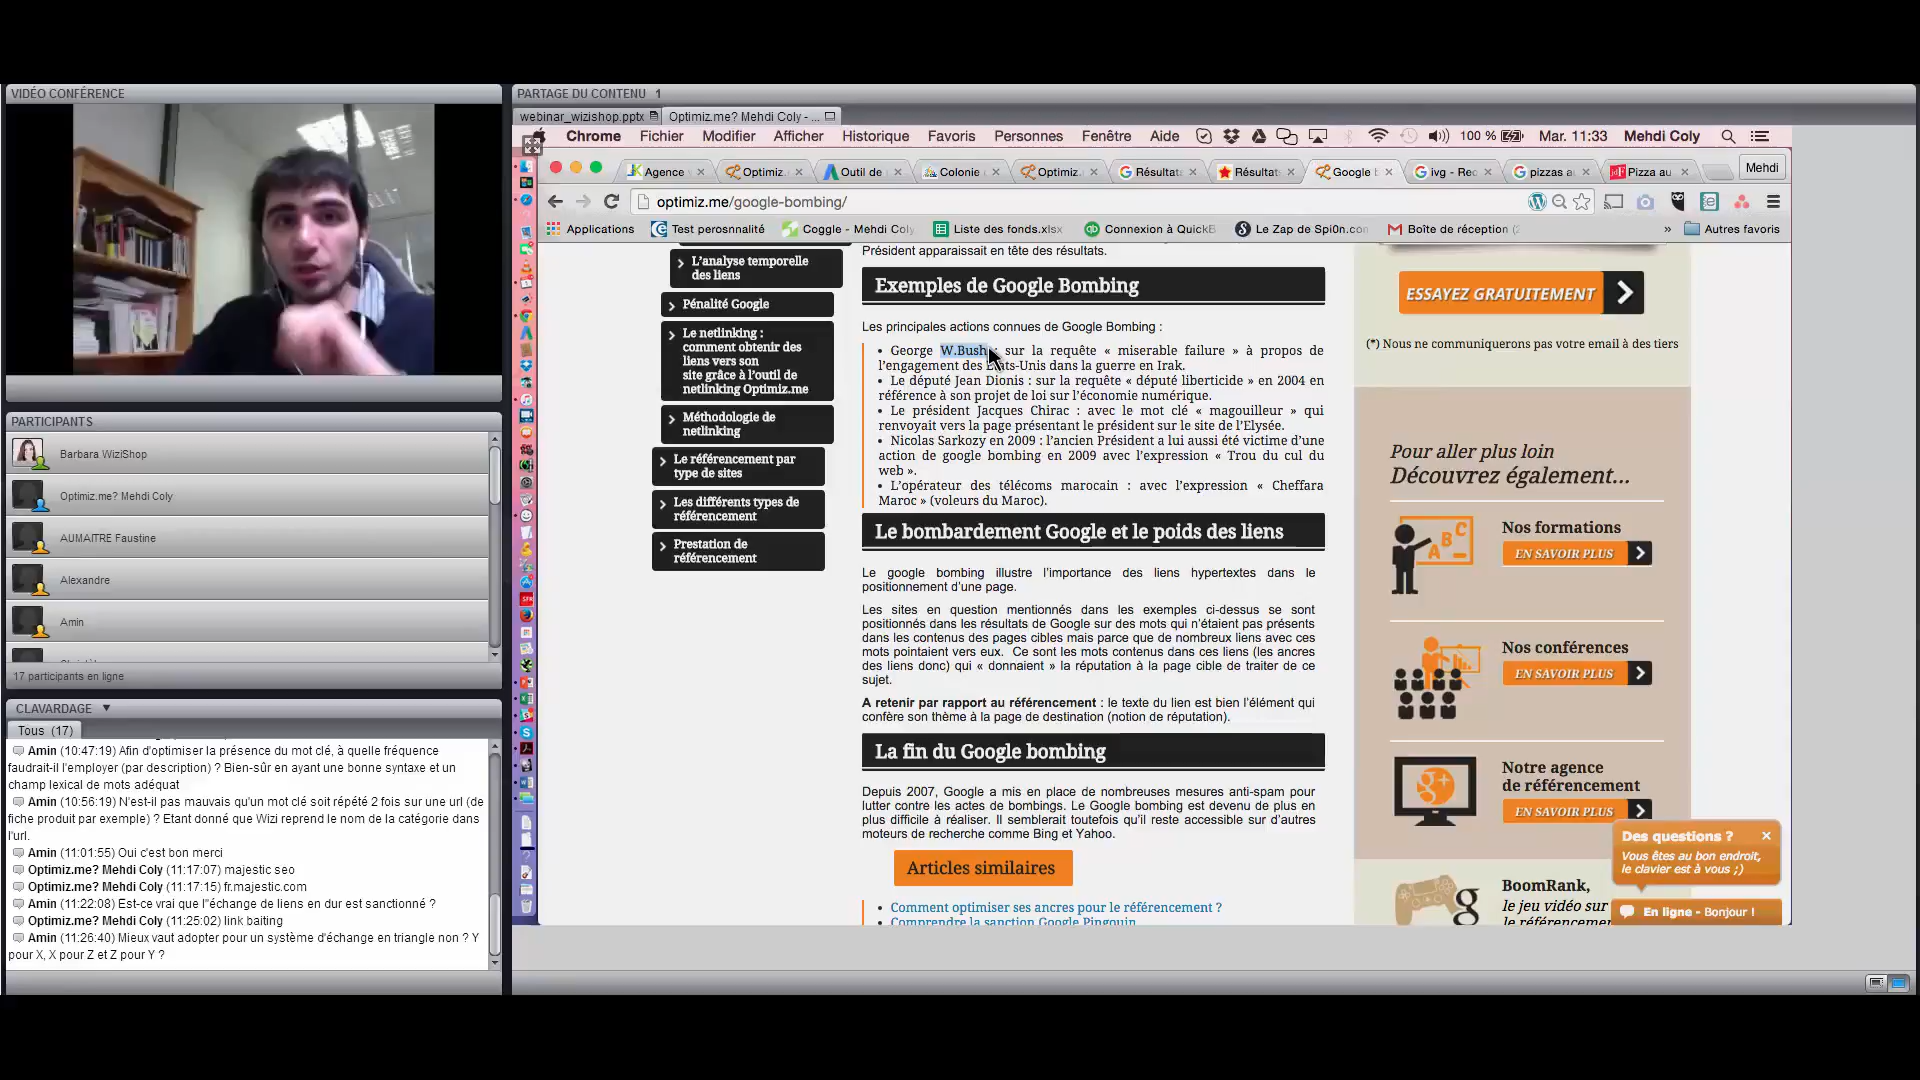 VIDÉO CONFÉRENCE
PARTICIPANTS
Barbara WiziShop
Optimiz.me? Mehdi Coly
AUMAITRE Faustine
Alexandre
Amin
17 participants en ligne
CLAVARDAGE
Tous (17)
Amin (10:47:19) Afin d'optimiser la présence du mot clé, à quelle fréquence
faudrait-il l'employer (par description) ? Bien-sûr en ayant une bonne syntaxe et un
champ lexical de mots adéquat
Amin (10:56:19) N'est-il pas mauvais qu'un mot clé soit répété 2 fois sur une url (de
fiche produit par exemple) ? Etant donné que Wizi reprend le nom de la catégorie dans
l'url.
Amin (11:01:55) Oui c'est bon merci
Optimiz.me? Mehdi Coly (11:17:07) majestic seo
Optimiz.me? Mehdi Coly (11:17:15) fr.majestic.com
Amin (11:22:08) Est-ce vrai que l"échange de liens en dur est sanctionné ?
Optimiz.me? Mehdi Coly (11:25:02) link baiting
Amin (11:26:40) Mieux vaut adopter pour un système d'échange en triangle non ? Y
pour X, X pour Z et Z pour Y ?
PARTAGE DU CONTENU 1
webinar_wizishop.pptx Optimiz.me? Mehdi Coly - ...
Chrome Fichier Modifier Afficher Historique Favoris Personnes Fenêtre Aide 100 % Mar. 11:33 Mehdi Coly
Agence Optimiz. Outil de Colonie Optimiz. Résultat Résultat Google b ivg - Rec pizzas a Pizza au Mehdi
optimiz.me/google-bombing/
Applications Test perosnnalité Coggle - Mehdi Coly Liste des fonds.xlsx Connexion à QuickB Le Zap de Spi0n.com Boîte de réception (2 » Autres favoris
L'analyse temporelle
des liens
Pénalité Google
Le netlinking :
comment obtenir des
liens vers son
site grâce à l'outil de
netlinking Optimiz.me
Méthodologie de
netlinking
Le référencement par
type de sites
Les différents types de
référencement
Prestation de
référencement
Président apparaissait en tête des résultats.
Exemples de Google Bombing
Les principales actions connues de Google Bombing :
• George W.Bush : sur la requête « miserable failure » à propos de
l'engagement des Etats-Unis dans la guerre en Irak.
• Le député Jean Dionis : sur la requête « député liberticide » en 2004 en
référence à son projet de loi sur l'économie numérique.
• Le président Jacques Chirac : avec le mot clé « magouilleur » qui
renvoyait vers la page présentant le président sur le site de l'Elysée.
• Nicolas Sarkozy en 2009 : l'ancien Président a lui aussi été victime d'une
action de google bombing en 2009 avec l'expression « Trou du cul du
web ».
• L'opérateur des télécoms marocain : avec l'expression « Cheffara
Maroc » (voleurs du Maroc).
Le bombardement Google et le poids des liens
Le google bombing illustre l'importance des liens hypertextes dans le
positionnement d'une page.
Les sites en question mentionnés dans les exemples ci-dessus se sont
positionnés dans les résultats de Google sur des mots qui n'étaient pas présents
dans les contenus des pages cibles mais parce que de nombreux liens avec ces
mots pointaient vers eux. Ce sont les mots contenus dans ces liens (les ancres
des liens donc) qui « donnaient » la réputation à la page cible de traiter de ce
sujet.
A retenir par rapport au référencement : le texte du lien est bien l'élément qui
confère son thème à la page de destination (notion de réputation).
La fin du Google bombing
Depuis 2007, Google a mis en place de nombreuses mesures anti-spam pour
lutter contre les actes de bombings. Le Google bombing est devenu de plus en
plus difficile à réaliser. Il semblerait toutefois qu'il reste accessible sur d'autres
moteurs de recherche comme Bing et Yahoo.
Articles similaires
• Comment optimiser ses ancres pour le référencement ?
• Comprendre la sanction Google Pingouin
ESSAYEZ GRATUITEMENT
(*) Nous ne communiquerons pas votre email à des tiers
Pour aller plus loin
Découvrez également...
A B C
Nos formations
EN SAVOIR PLUS
Nos conférences
EN SAVOIR PLUS
Notre agence
de référencement
EN SAVOIR PLUS
g+
BoomRank,
le jeu vidéo sur
le référencement
Des questions ?
Vous êtes au bon endroit,
le clavier est à vous ;)
En ligne - Bonjour !